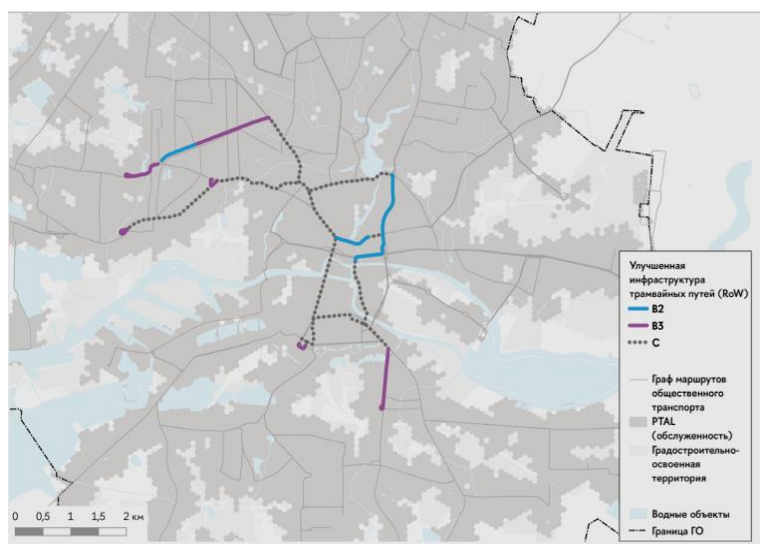 Улучшенная
инфраструктура
трамвайных путей (RoW)
B2
B3
C
Граф маршрутов
общественного
транспорта
PTAL
(обслуженность)
Градостроительно-
освоенная
территория
Водные объекты
Граница ГО
0 0,5 1 1,5 2 км